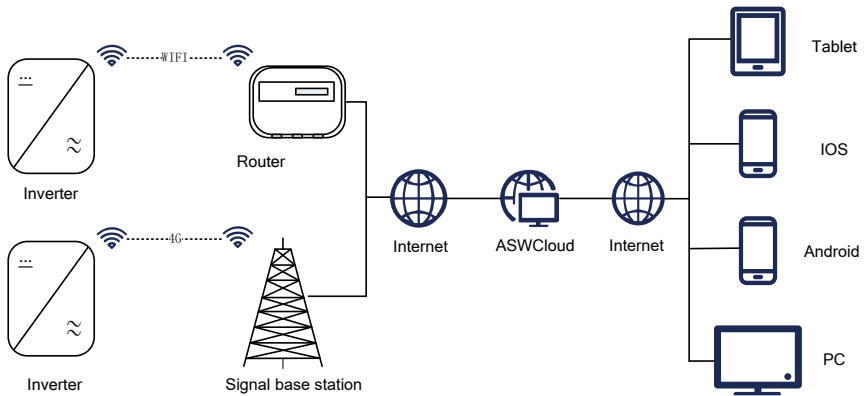 WIFI
Tablet
Router
IOS
Inverter
4G
Internet
ASWCloud
Internet
Android
Inverter
Signal base station
PC